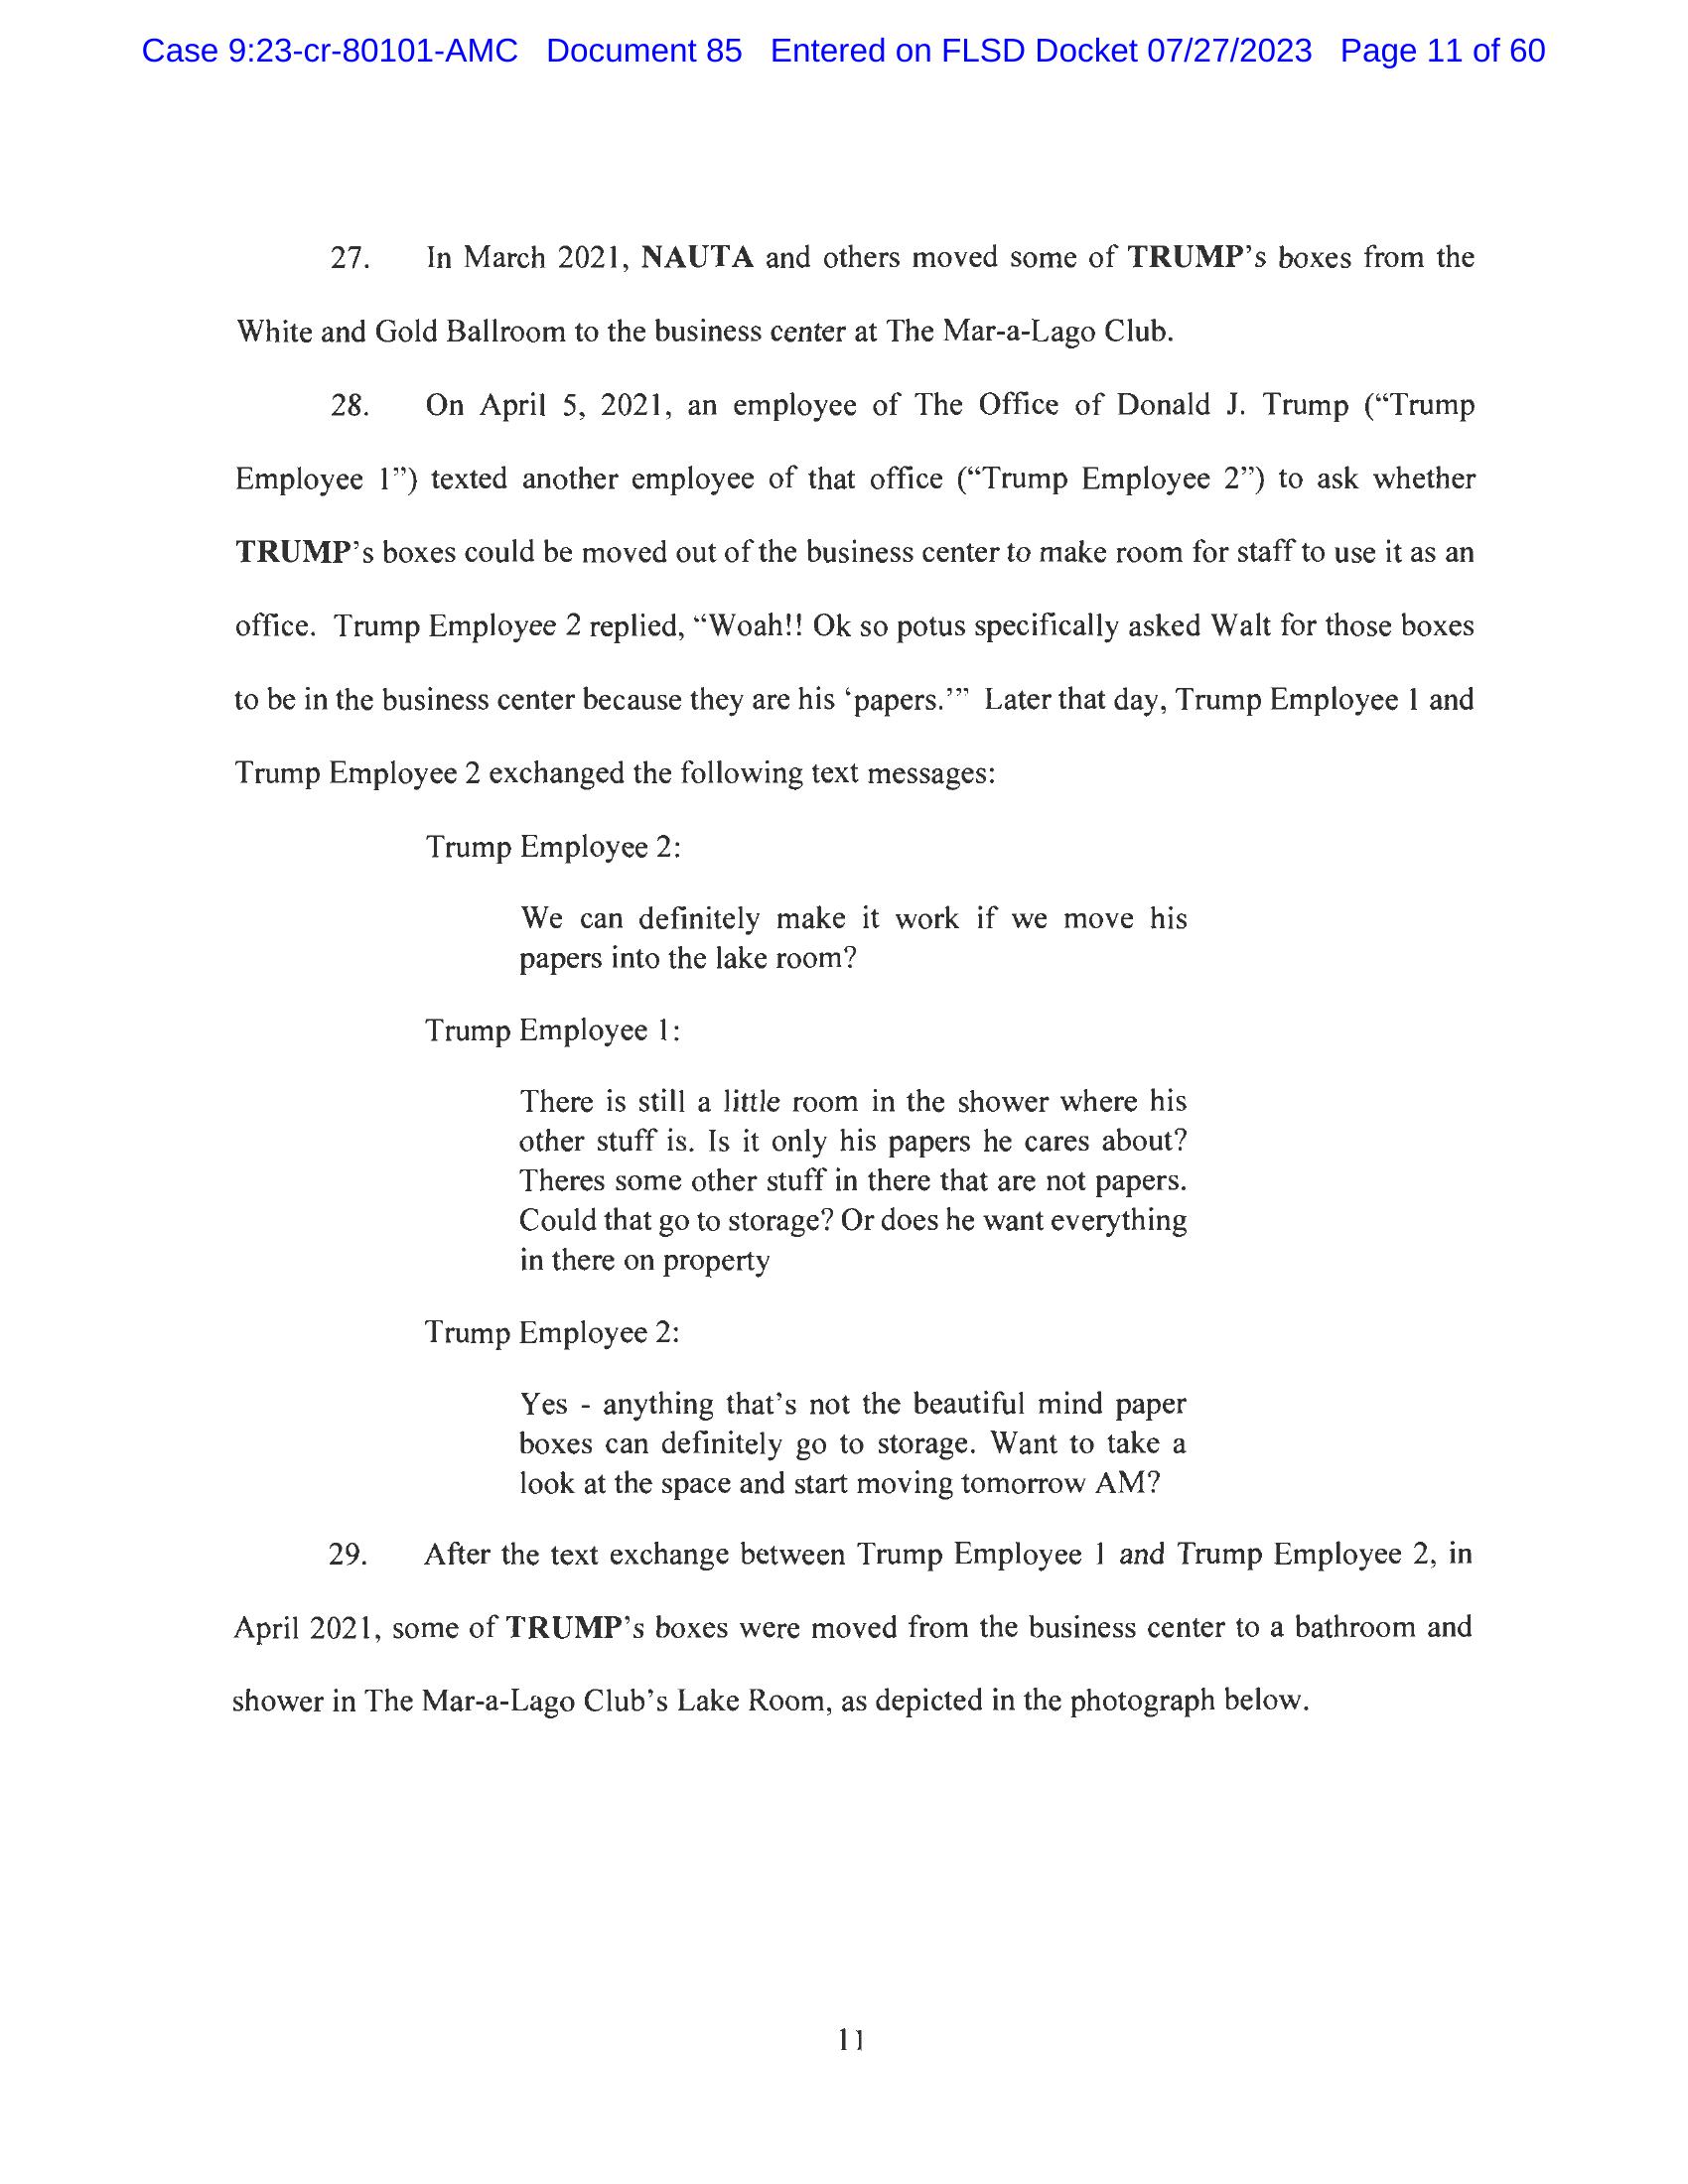 Case 9:23-cr-80101-AMC Document 85 Entered on FLSD Docket 07/27/2023 Page 11 of 60
27. In March 2021, NAUTA and others moved some of TRUMP's boxes from the
White and Gold Ballroom to the business center at The Mar-a-Lago Club.
28. On April 5, 2021, an employee of The Office of Donald J. Trump (“Trump
Employee 1”) texted another employee of that office (“Trump Employee 2”) to ask whether
TRUMP's boxes could be moved out of the business center to make room for staff to use it as an
office. Trump Employee 2 replied, “Woah!! Ok so potus specifically asked Walt for those boxes
to be in the business center because they are his ‘papers.’” Later that day, Trump Employee 1 and
Trump Employee 2 exchanged the following text messages:
Trump Employee 2:
We can definitely make it work if we move his
papers into the lake room?
Trump Employee 1:
There is still a little room in the shower where his
other stuff is. Is it only his papers he cares about?
Theres some other stuff in there that are not papers.
Could that go to storage? Or does he want everything
in there on property
Trump Employee 2:
Yes - anything that's not the beautiful mind paper
boxes can definitely go to storage. Want to take a
look at the space and start moving tomorrow AM?
29. After the text exchange between Trump Employee 1 and Trump Employee 2, in
April 2021, some of TRUMP's boxes were moved from the business center to a bathroom and
shower in The Mar-a-Lago Club's Lake Room, as depicted in the photograph below.
11